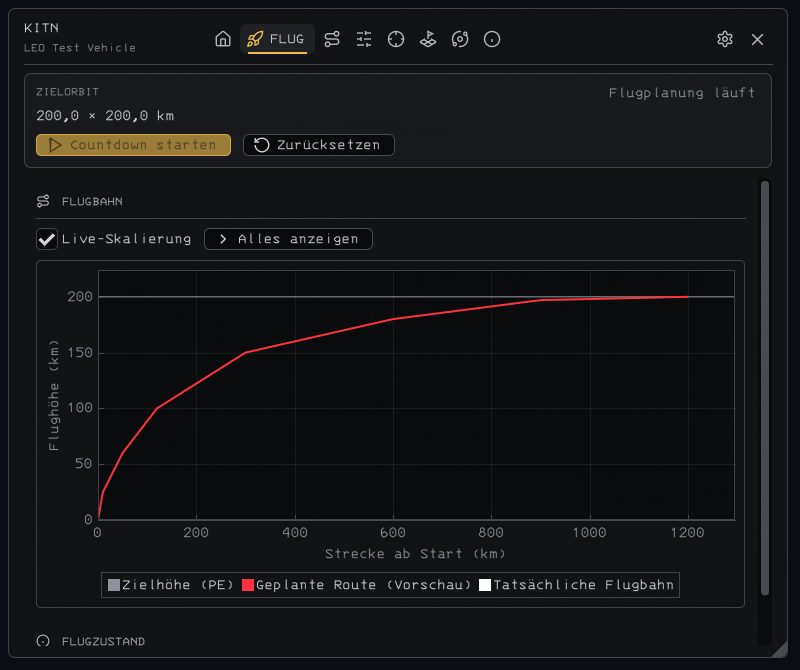 KITN
LEO Test Vehicle
FLUG
ZIELORBIT
Flugplanung läuft
200,0 × 200,0 km
Countdown starten
Zurücksetzen
FLUGBAHN
Live-Skalierung
Alles anzeigen
200
150
100
50
0
Flughöhe (km)
0 200 400 600 800 1000 1200
Strecke ab Start (km)
Zielhöhe (PE) Geplante Route (Vorschau) Tatsächliche Flugbahn
FLUGZUSTAND